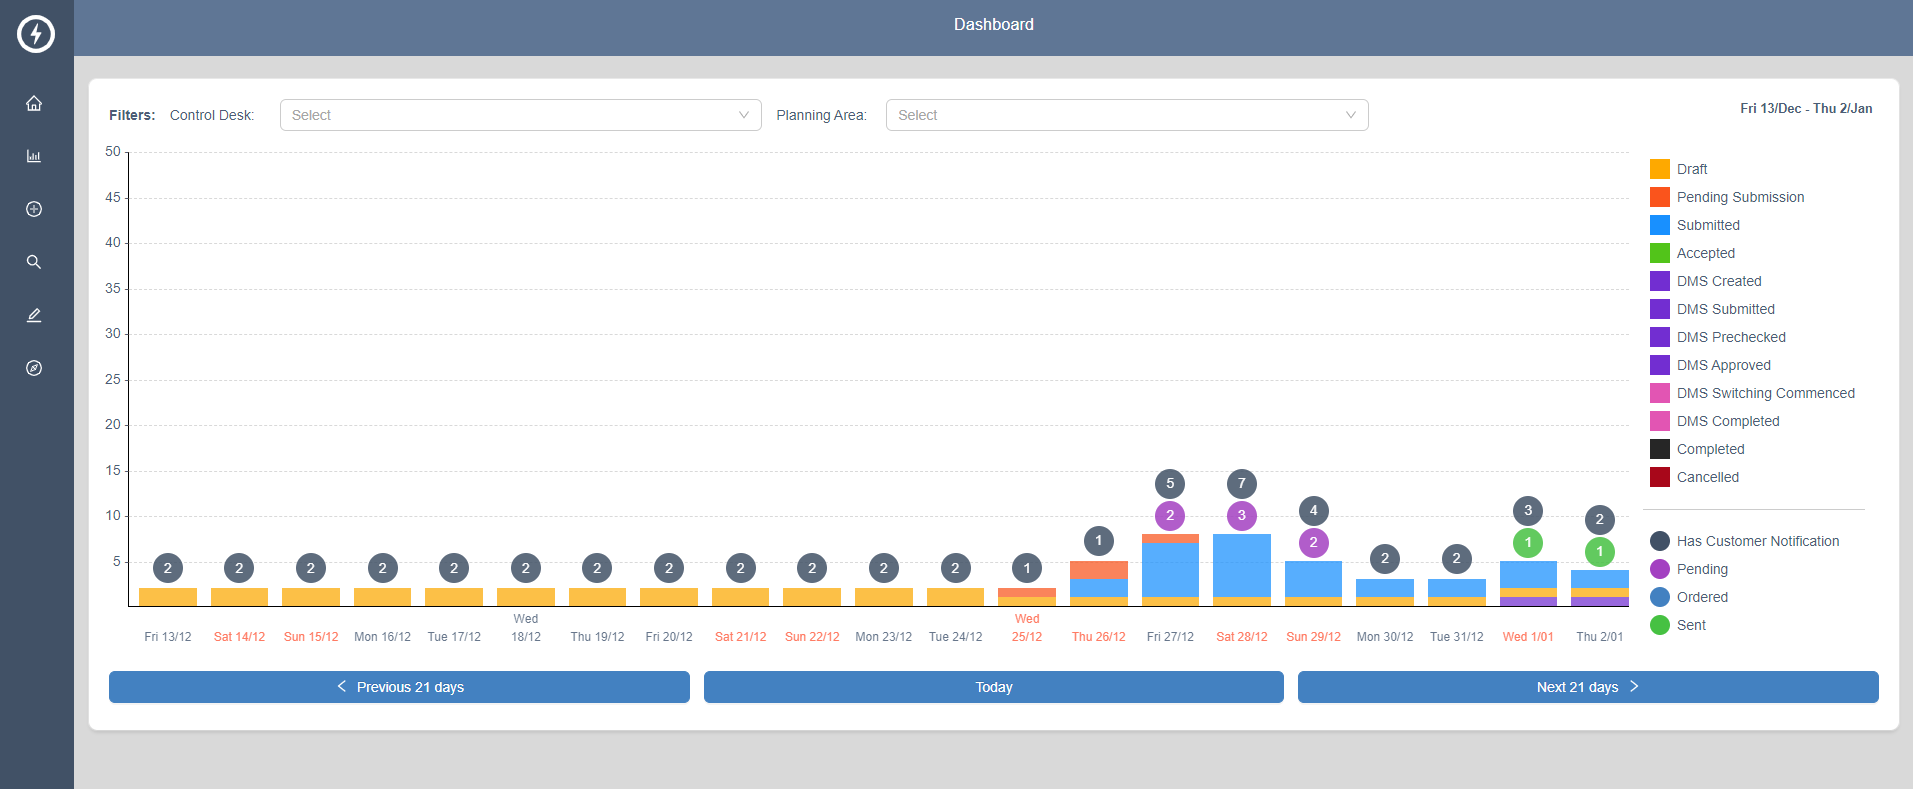 Dashboard
Filters: Control Desk: Select Planning Area: Select
Fri 13/Dec - Thu 2/Jan
50
45
40
35
30
25
20
15
10
5
5 7 4 3 2
2 3 2 1 1
2 2 2 2 2 2 2 2 2 2 2 2 1 1 2 2
Fri 13/12 Sat 14/12 Sun 15/12 Mon 16/12 Tue 17/12 Wed 18/12 Thu 19/12 Fri 20/12 Sat 21/12 Sun 22/12 Mon 23/12 Tue 24/12 Wed 25/12 Thu 26/12 Fri 27/12 Sat 28/12 Sun 29/12 Mon 30/12 Tue 31/12 Wed 1/01 Thu 2/01
Draft
Pending Submission
Submitted
Accepted
DMS Created
DMS Submitted
DMS Prechecked
DMS Approved
DMS Switching Commenced
DMS Completed
Completed
Cancelled
Has Customer Notification
Pending
Ordered
Sent
Previous 21 days
Today
Next 21 days